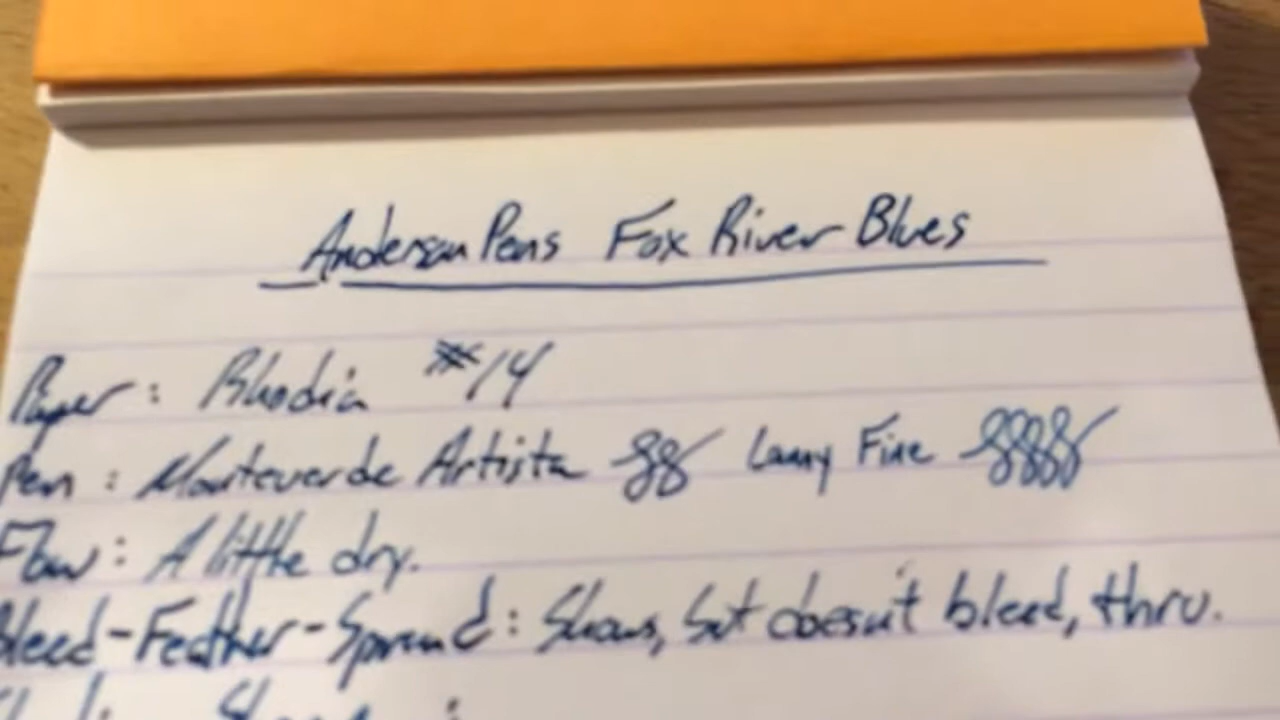 Anderson Pens Fox River Blues
Paper: Rhodia #14
Pen: Monteverde Artista Lamy Fine
Flow: A little dry.
Bleed-Feather-Spread: Shows, but doesn't bleed, thru.